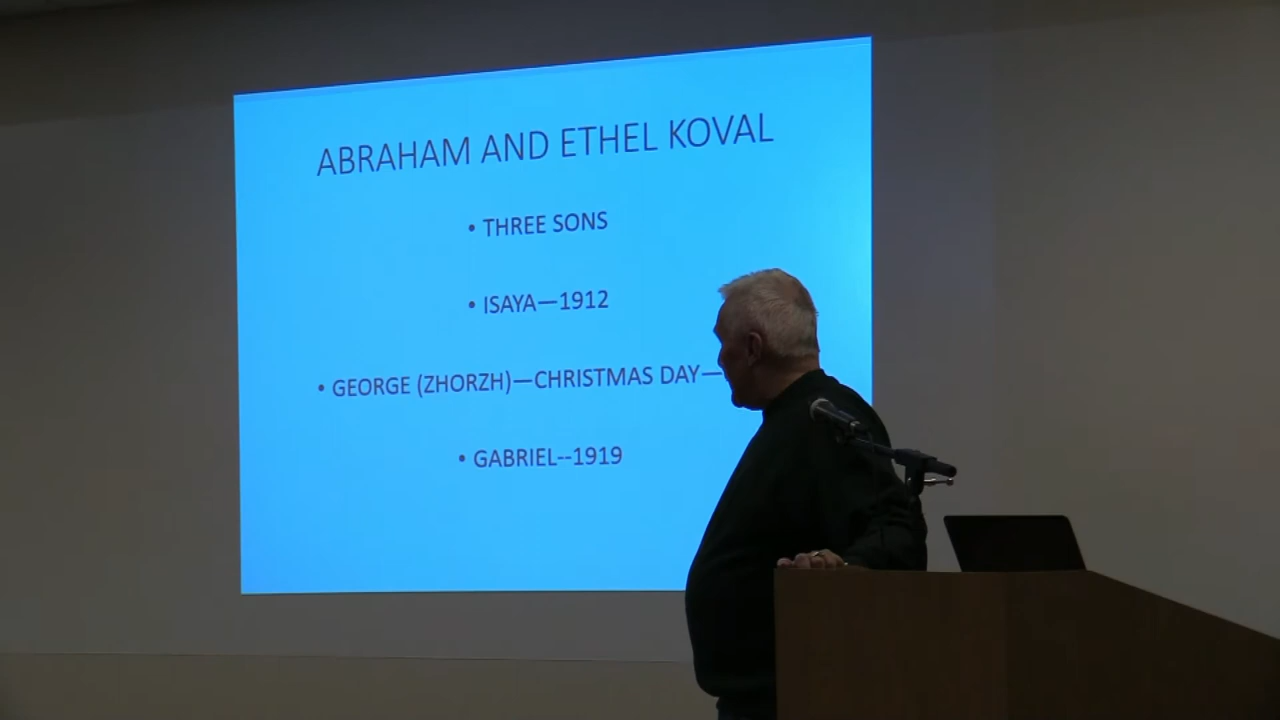 ABRAHAM AND ETHEL KOVAL
• THREE SONS
• ISAYA—1912
• GEORGE (ZHORZH)—CHRISTMAS DAY—
• GABRIEL--1919